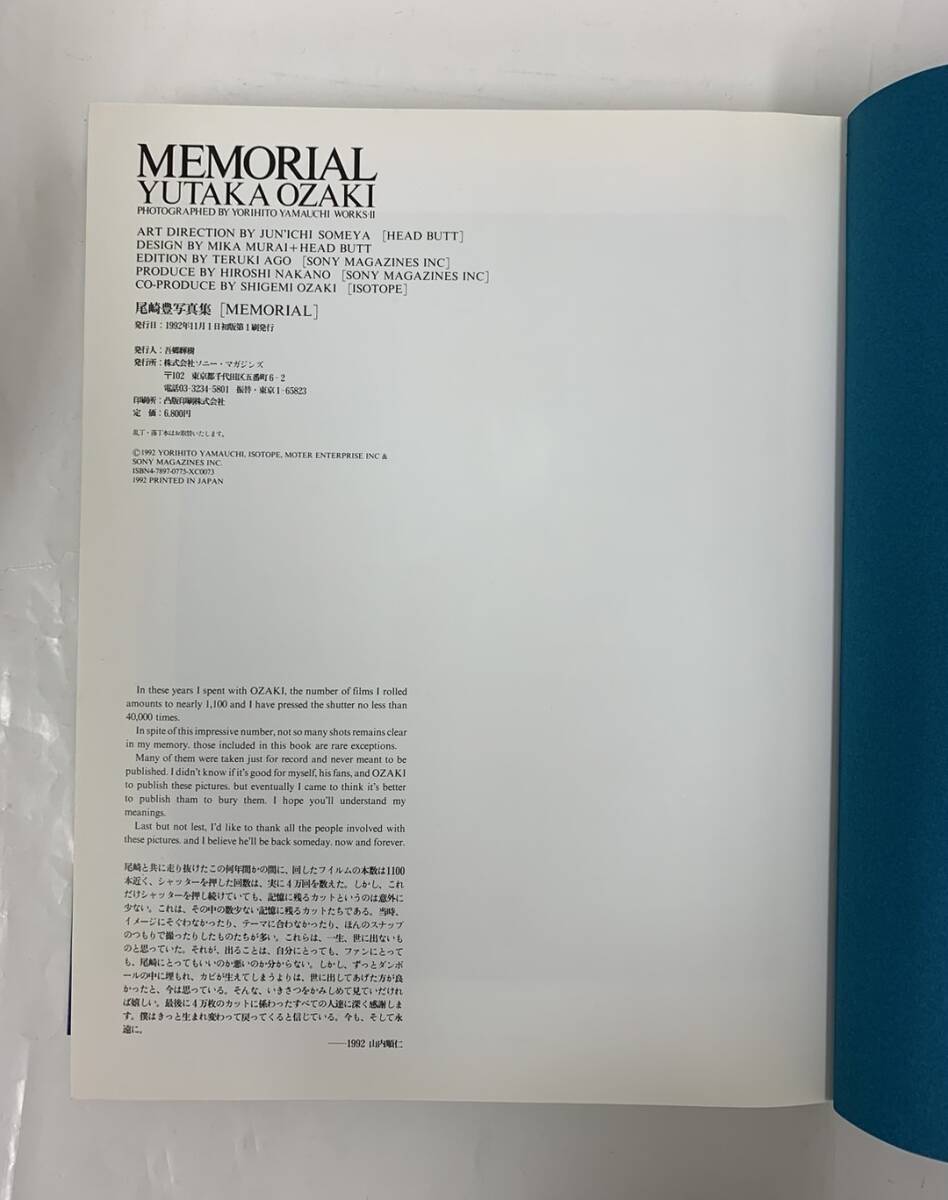 MEMORIAL
YUTAKA OZAKI
PHOTOGRAPHED BY YORIHITO YAMAUCHI WORKS·II
ART DIRECTION BY JUN'ICHI SOMEYA [HEAD BUTT]
DESIGN BY MIKA MURAI+HEAD BUTT
EDITION BY TERUKI AGO [SONY MAGAZINES INC]
PRODUCE BY HIROSHI NAKANO [SONY MAGAZINES INC]
CO-PRODUCE BY SHIGEMI OZAKI [ISOTOPE]
尾崎豊写真集 [MEMORIAL]
発行日：1992年11月1日初版第1刷発行
発行人：吾郷輝樹
発行所：株式会社ソニー・マガジンズ
〒102 東京都千代田区五番町6-2
電話03-3234-5801 振替・東京1-65823
印刷所：凸版印刷株式会社
定 価：6,800円
乱丁・落丁本はお取替いたします。
©1992 YORIHITO YAMAUCHI, ISOTOPE, MOTER ENTERPRISE INC &
SONY MAGAZINES INC.
ISBN4-7897-0775-XC0073
1992 PRINTED IN JAPAN
In these years I spent with OZAKI, the number of films I rolled
amounts to nearly 1,100 and I have pressed the shutter no less than
40,000 times.
In spite of this impressive number, not so many shots remain clear
in my memory. those included in this book are rare exceptions.
Many of them were taken just for record and never meant to be
published. I didn't know if it's good for myself, his fans, and OZAKI
to publish these pictures. but eventually I came to think it's better
to publish tham to bury them. I hope you'll understand my
meanings.
Last but not lest, I'd like to thank all the people involved with
these pictures. and I believe he'll be back someday. now and forever.
尾崎と共に走り抜けたこの何年間かの間に、回したフイルムの本数は1100
本近く、シャッターを押した回数は、実に4万回を数えた。しかし、これ
だけシャッターを押し続けていても、記憶に残るカットというのは意外に
少ない。これは、その中の数少ない記憶に残るカットたちである。当時、
イメージにそぐわなかったり、テーマに合わなかったり、ほんのスナップ
のつもりで撮ったりしたものたちが多い。これらは、一生、世に出ないも
のと思っていた。それが、出ることは、自分にとっても、ファンにとって
も、尾崎にとってもいいのか悪いのか分からない。しかし、ずっとダンボ
ールの中に埋もれ、カビが生えてしまうよりは、世に出してあげた方が良
かったと、今は思っている。そんな、いきさつをかみしめて見ていただけれ
ば嬉しい。最後に4万枚のカットに係わったすべての人達に深く感謝しま
す。僕はきっと生まれ変わって戻ってくると信じている。今も、そして永
遠に。
——1992 山内順仁